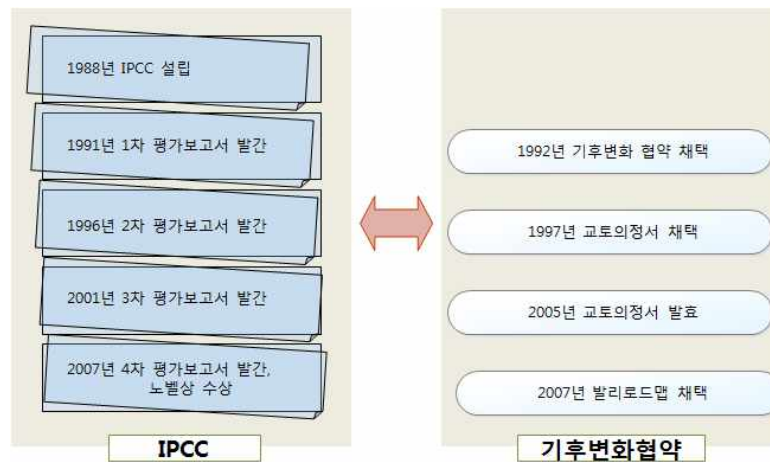 1988년 IPCC 설립
1991년 1차 평가보고서 발간
1996년 2차 평가보고서 발간
2001년 3차 평가보고서 발간
2007년 4차 평가보고서 발간,
노벨상 수상
IPCC
1992년 기후변화 협약 채택
1997년 교토의정서 채택
2005년 교토의정서 발효
2007년 발리로드맵 채택
기후변화협약